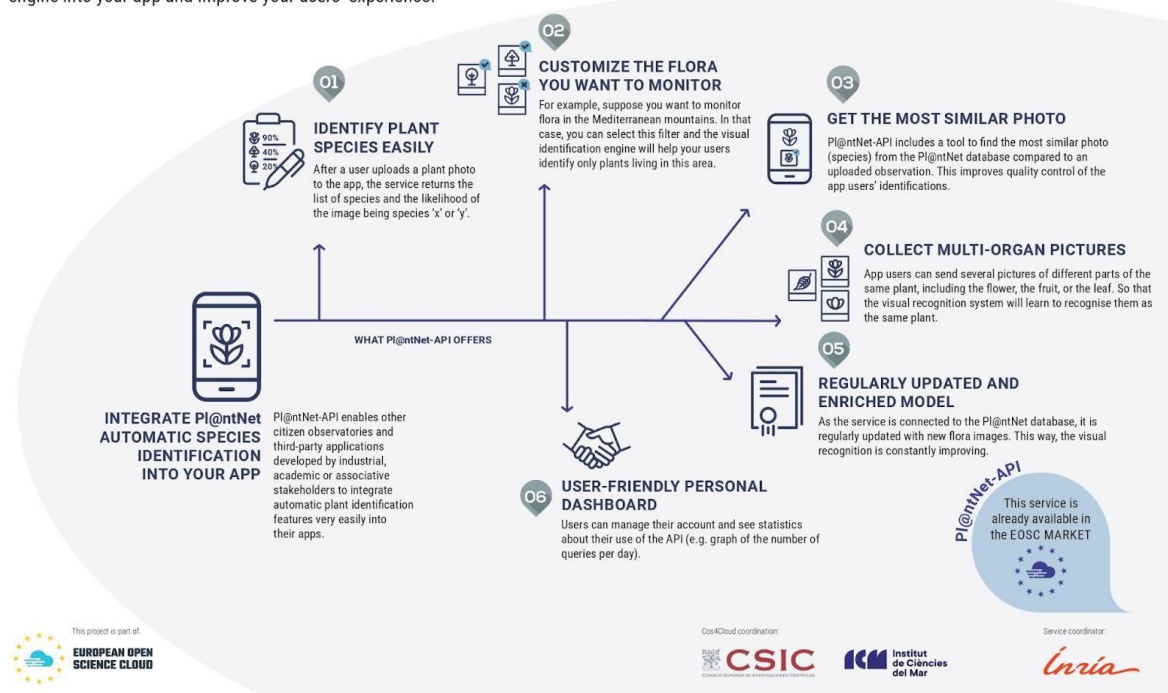 engine into your app and improve your users' experience.
01
IDENTIFY PLANT
SPECIES EASILY
After a user uploads a plant photo
to the app, the service returns the
list of species and the likelihood of
the image being species 'x' or 'y'.
90%
40%
20%
02
CUSTOMIZE THE FLORA
YOU WANT TO MONITOR
For example, suppose you want to monitor
flora in the Mediterranean mountains. In that
case, you can select this filter and the visual
identification engine will help your users
identify only plants living in this area.
03
GET THE MOST SIMILAR PHOTO
Pl@ntNet-API includes a tool to find the most similar photo
(species) from the Pl@ntNet database compared to an
uploaded observation. This improves quality control of the
app users' identifications.
04
COLLECT MULTI-ORGAN PICTURES
App users can send several pictures of different parts of the
same plant, including the flower, the fruit, or the leaf. So that
the visual recognition system will learn to recognise them as
the same plant.
WHAT Pl@ntNet-API OFFERS
05
REGULARLY UPDATED AND
ENRICHED MODEL
As the service is connected to the Pl@ntNet database, it is
regularly updated with new flora images. This way, the visual
recognition is constantly improving.
INTEGRATE Pl@ntNet
AUTOMATIC SPECIES
IDENTIFICATION
INTO YOUR APP
Pl@ntNet-API enables other
citizen observatories and
third-party applications
developed by industrial,
academic or associative
stakeholders to integrate
automatic plant identification
features very easily into
their apps.
06
USER-FRIENDLY PERSONAL
DASHBOARD
Users can manage their account and see statistics
about their use of the API (e.g. graph of the number of
queries per day).
Pl@ntNet-API
This service is
already available in
the EOSC MARKET
This project is part of:
EUROPEAN OPEN
SCIENCE CLOUD
Cos4Cloud coordination:
CSIC
CONSEJO SUPERIOR DE INVESTIGACIONES CIENTÍFICAS
ICM
Institut
de Ciències
del Mar
Service coordinator:
Inria